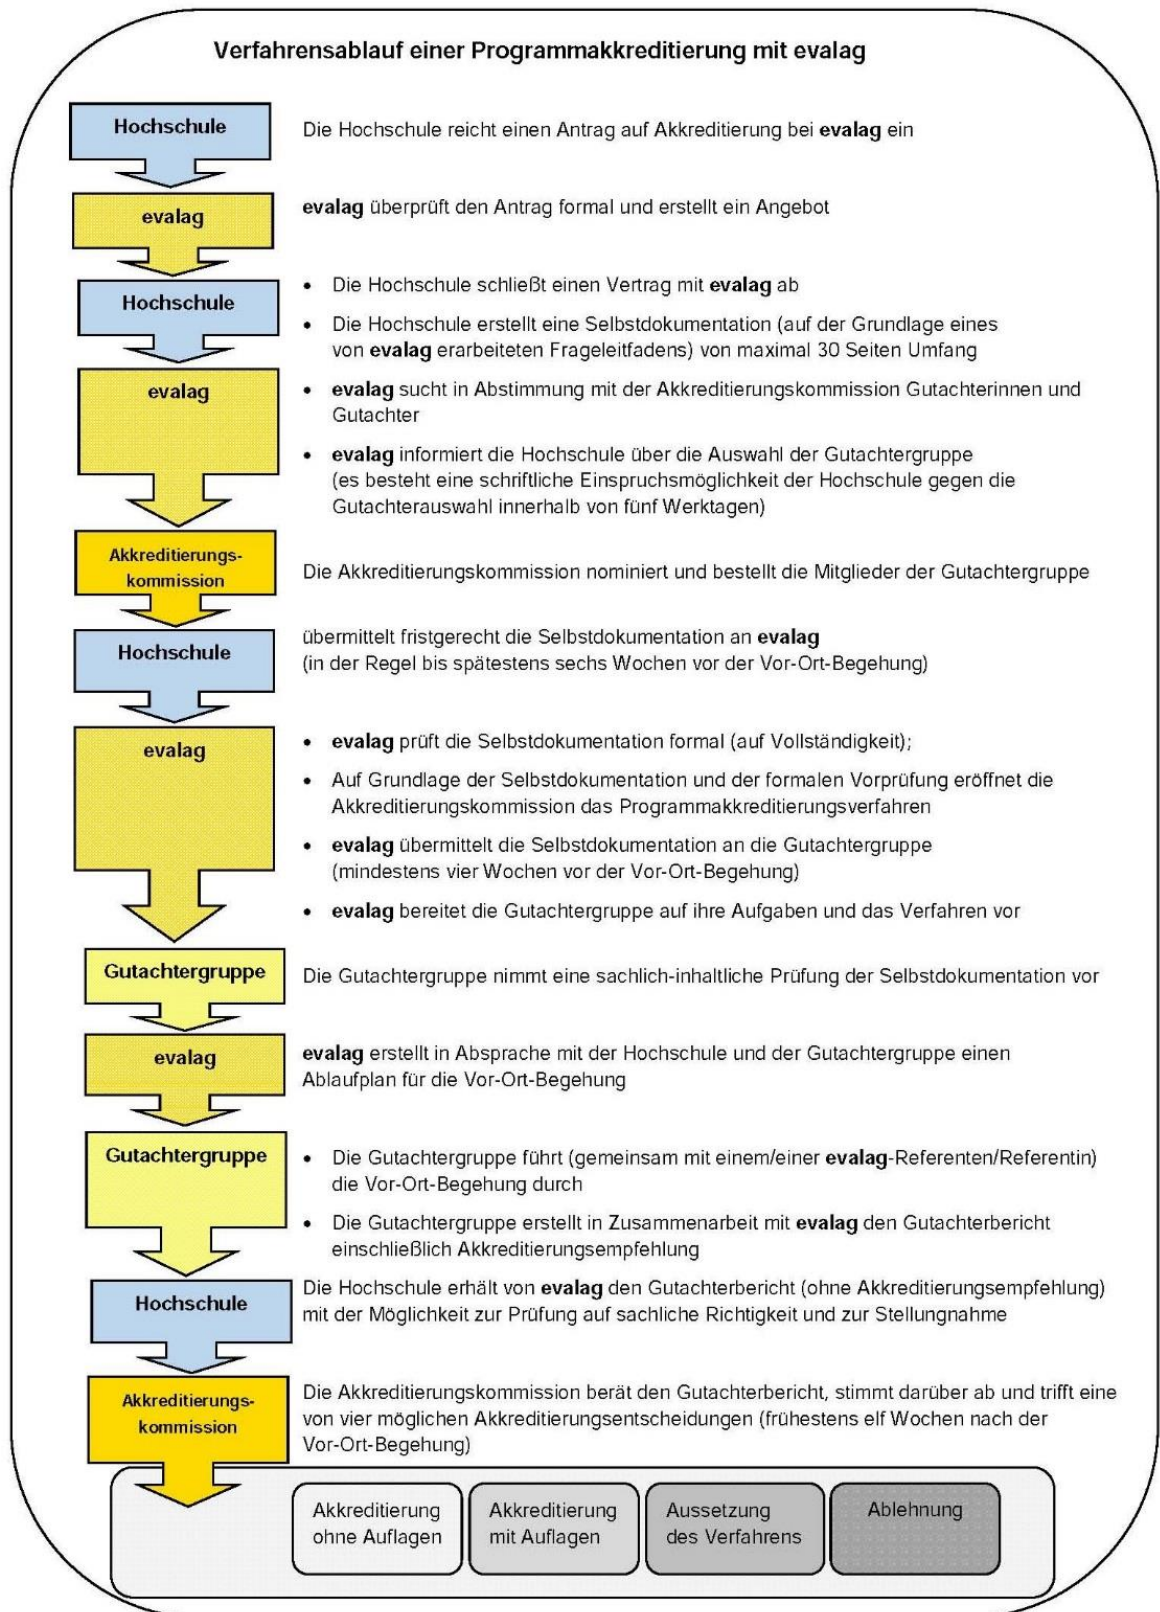 Verfahrensablauf einer Programmakkreditierung mit evalag
Hochschule
Die Hochschule reicht einen Antrag auf Akkreditierung bei evalag ein
evalag
evalag überprüft den Antrag formal und erstellt ein Angebot
Hochschule
• Die Hochschule schließt einen Vertrag mit evalag ab
• Die Hochschule erstellt eine Selbstdokumentation (auf der Grundlage eines
von evalag erarbeiteten Frageleitfadens) von maximal 30 Seiten Umfang
evalag
• evalag sucht in Abstimmung mit der Akkreditierungskommission Gutachterinnen und
Gutachter
• evalag informiert die Hochschule über die Auswahl der Gutachtergruppe
(es besteht eine schriftliche Einspruchsmöglichkeit der Hochschule gegen die
Gutachterauswahl innerhalb von fünf Werktagen)
Akkreditierungs-
kommission
Die Akkreditierungskommission nominiert und bestellt die Mitglieder der Gutachtergruppe
Hochschule
übermittelt fristgerecht die Selbstdokumentation an evalag
(in der Regel bis spätestens sechs Wochen vor der Vor-Ort-Begehung)
evalag
• evalag prüft die Selbstdokumentation formal (auf Vollständigkeit);
• Auf Grundlage der Selbstdokumentation und der formalen Vorprüfung eröffnet die
Akkreditierungskommission das Programmakkreditierungsverfahren
• evalag übermittelt die Selbstdokumentation an die Gutachtergruppe
(mindestens vier Wochen vor der Vor-Ort-Begehung)
• evalag bereitet die Gutachtergruppe auf ihre Aufgaben und das Verfahren vor
Gutachtergruppe
Die Gutachtergruppe nimmt eine sachlich-inhaltliche Prüfung der Selbstdokumentation vor
evalag
evalag erstellt in Absprache mit der Hochschule und der Gutachtergruppe einen
Ablaufplan für die Vor-Ort-Begehung
Gutachtergruppe
• Die Gutachtergruppe führt (gemeinsam mit einem/einer evalag-Referenten/Referentin)
die Vor-Ort-Begehung durch
• Die Gutachtergruppe erstellt in Zusammenarbeit mit evalag den Gutachterbericht
einschließlich Akkreditierungsempfehlung
Hochschule
Die Hochschule erhält von evalag den Gutachterbericht (ohne Akkreditierungsempfehlung)
mit der Möglichkeit zur Prüfung auf sachliche Richtigkeit und zur Stellungnahme
Akkreditierungs-
kommission
Die Akkreditierungskommission berät den Gutachterbericht, stimmt darüber ab und trifft eine
von vier möglichen Akkreditierungsentscheidungen (frühestens elf Wochen nach der
Vor-Ort-Begehung)
Akkreditierung
ohne Auflagen
Akkreditierung
mit Auflagen
Aussetzung
des Verfahrens
Ablehnung